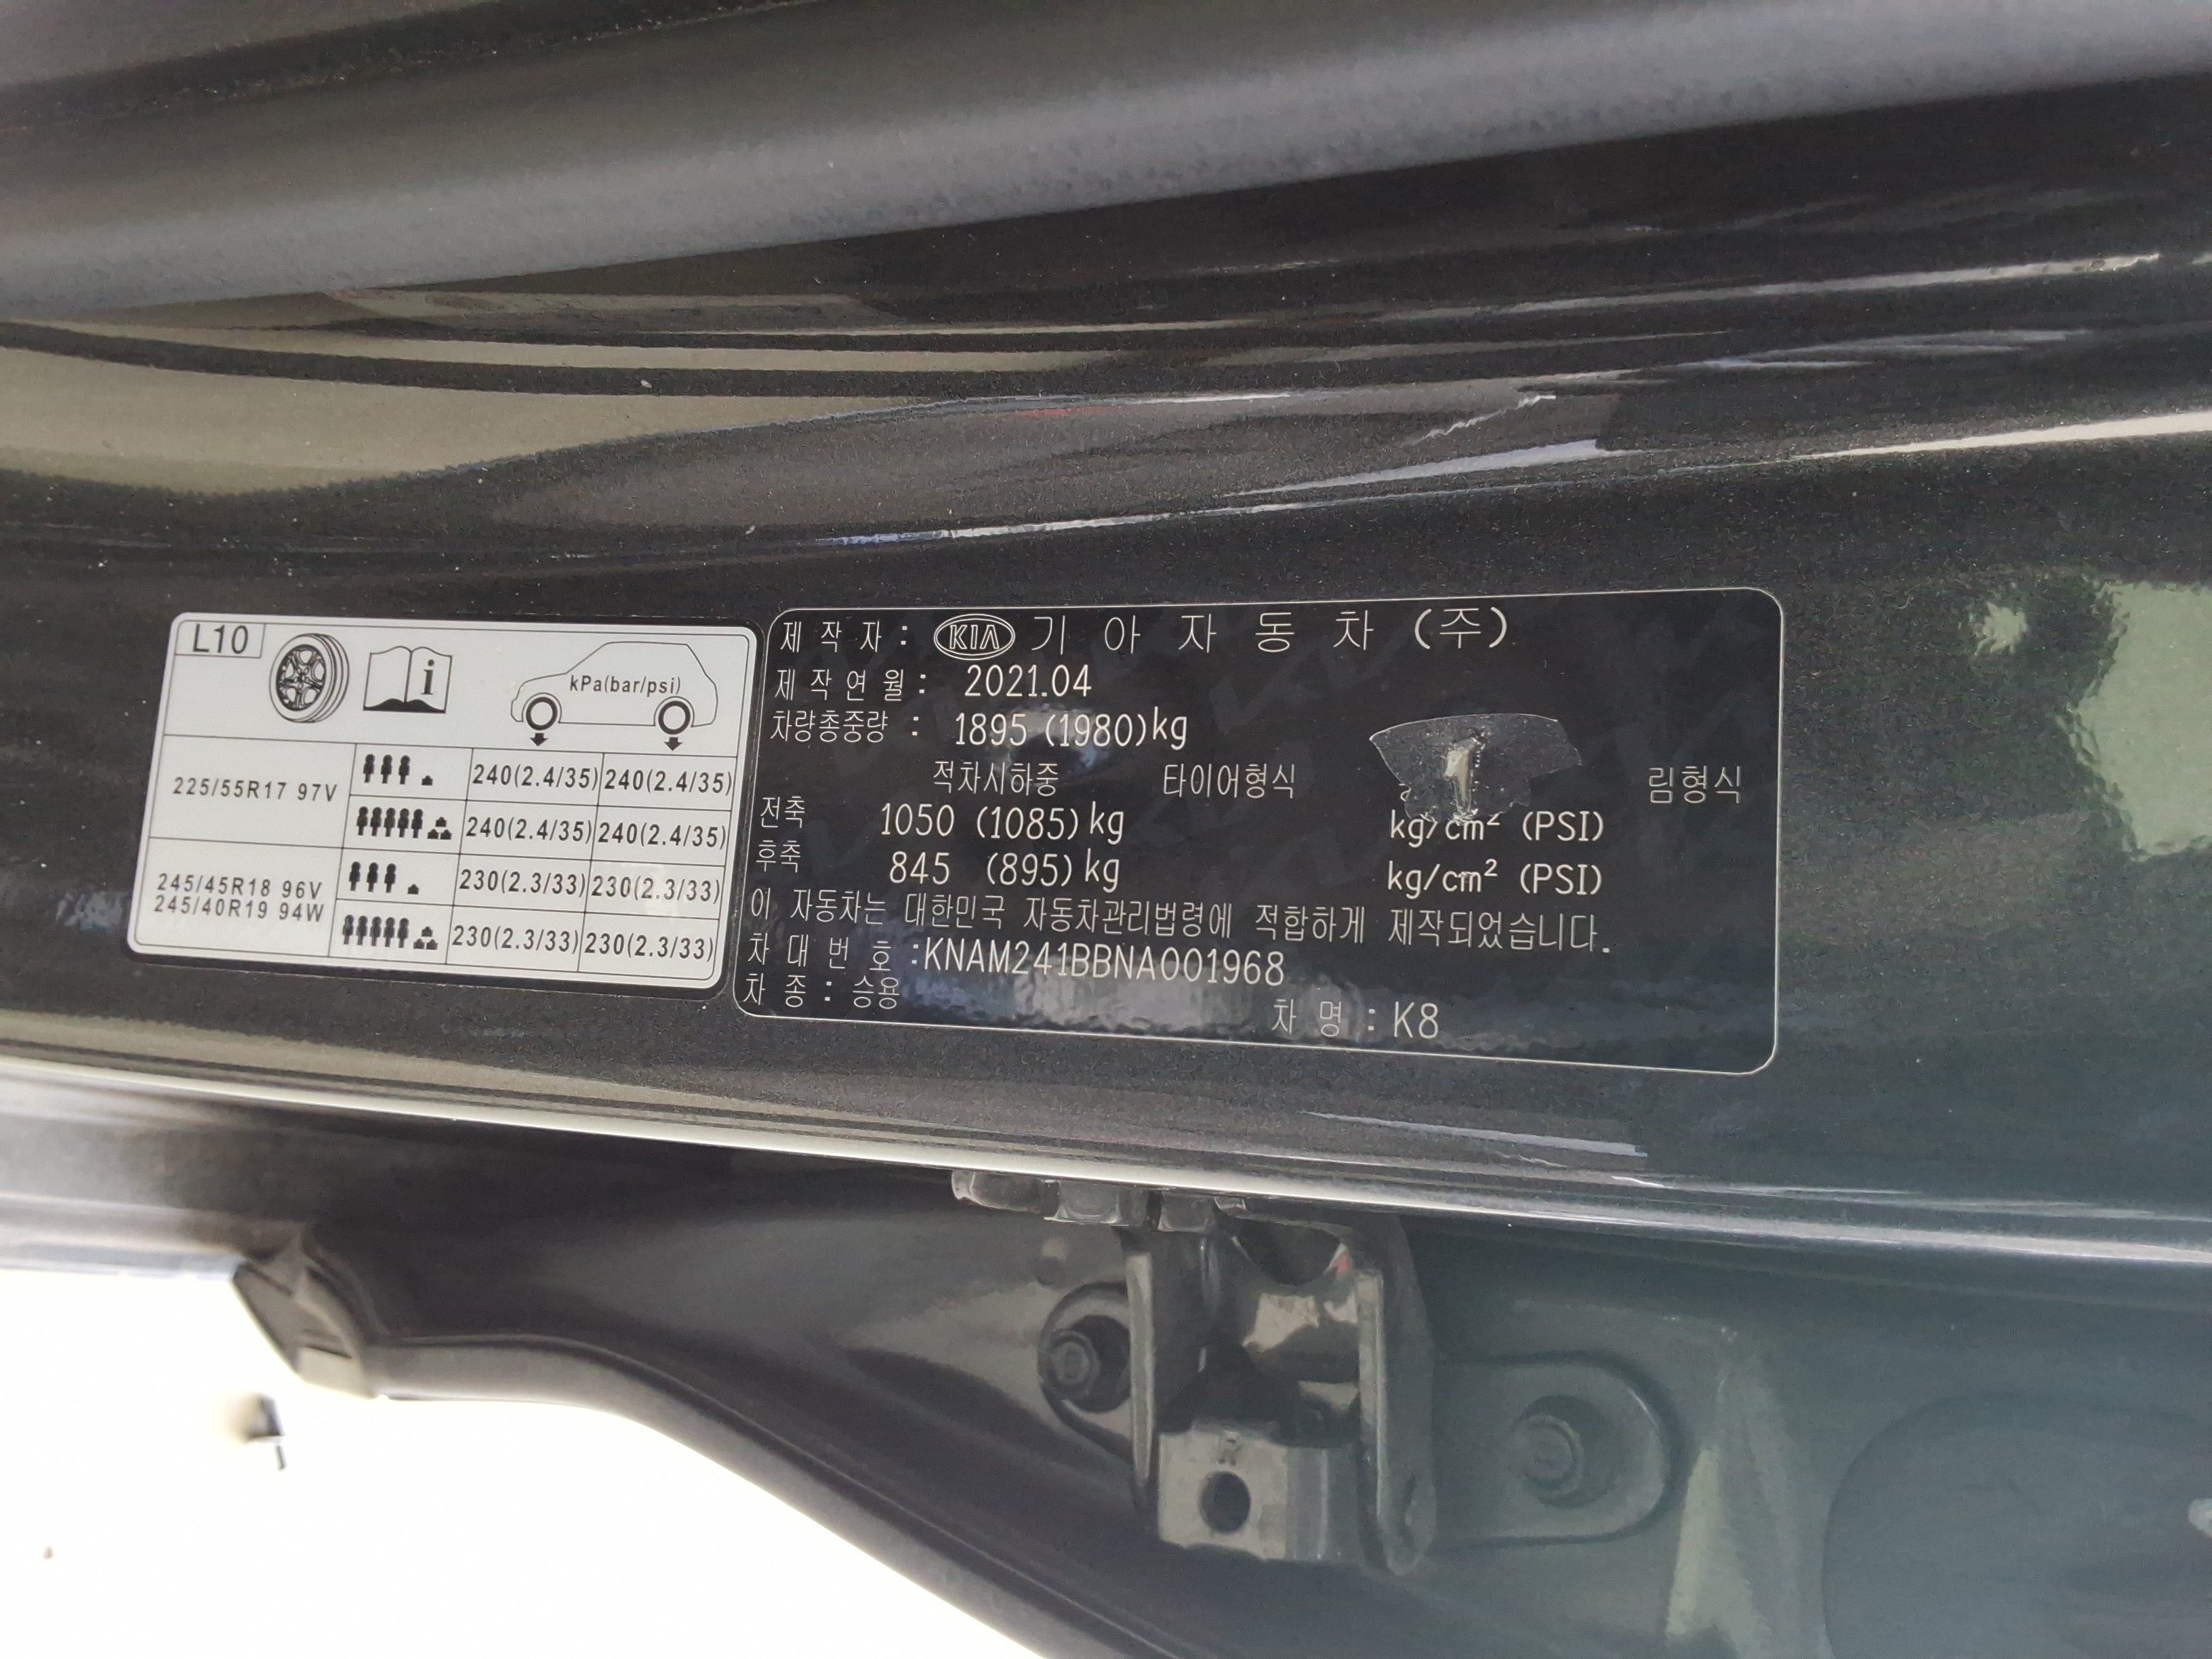 L10
kPa(bar/psi)
225/55R17 97V
240(2.4/35) 240(2.4/35)
240(2.4/35) 240(2.4/35)
245/45R18 96V
245/40R19 94W
230(2.3/33) 230(2.3/33)
230(2.3/33) 230(2.3/33)
제 작 자 : KIA 기 아 자 동 차 (주)
제 작 연 월 : 2021.04
차량총중량 : 1895 (1980)kg
적차시하중 타이어형식 림형식
전축 1050 (1085)kg kg/cm² (PSI)
후축 845 (895)kg kg/cm² (PSI)
이 자동차는 대한민국 자동차관리법령에 적합하게 제작되었습니다.
차 대 번 호 :KNAM241BBNA001968
차 종 : 승용 차 명 : K8
R